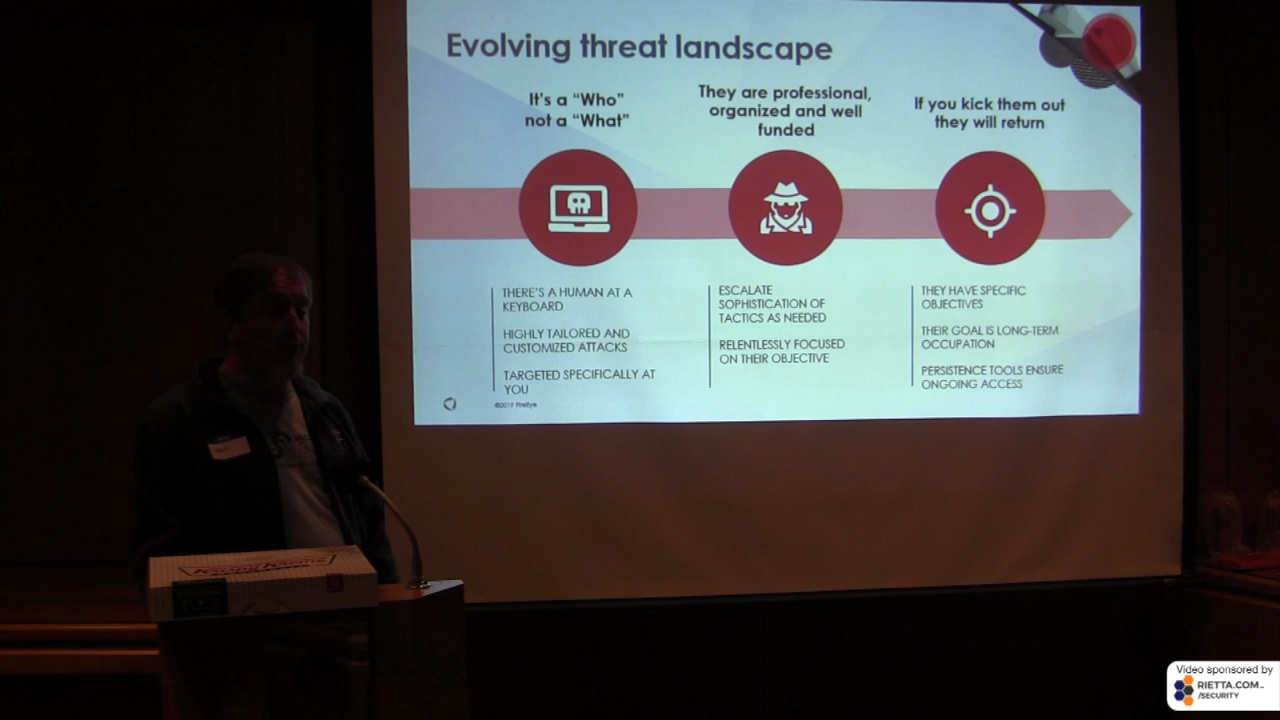 Evolving threat landscape
It's a "Who"
not a "What"
They are professional,
organized and well
funded
If you kick them out
they will return
THERE'S A HUMAN AT A
KEYBOARD
HIGHLY TAILORED AND
CUSTOMIZED ATTACKS
TARGETED SPECIFICALLY AT
YOU
ESCALATE
SOPHISTICATION OF
TACTICS AS NEEDED
RELENTLESSLY FOCUSED
ON THEIR OBJECTIVE
THEY HAVE SPECIFIC
OBJECTIVES
THEIR GOAL IS LONG-TERM
OCCUPATION
PERSISTENCE TOOLS ENSURE
ONGOING ACCESS
©2019 FireEye
Krispy Kreme
Video sponsored by
RIETTA.COM
/SECURITY